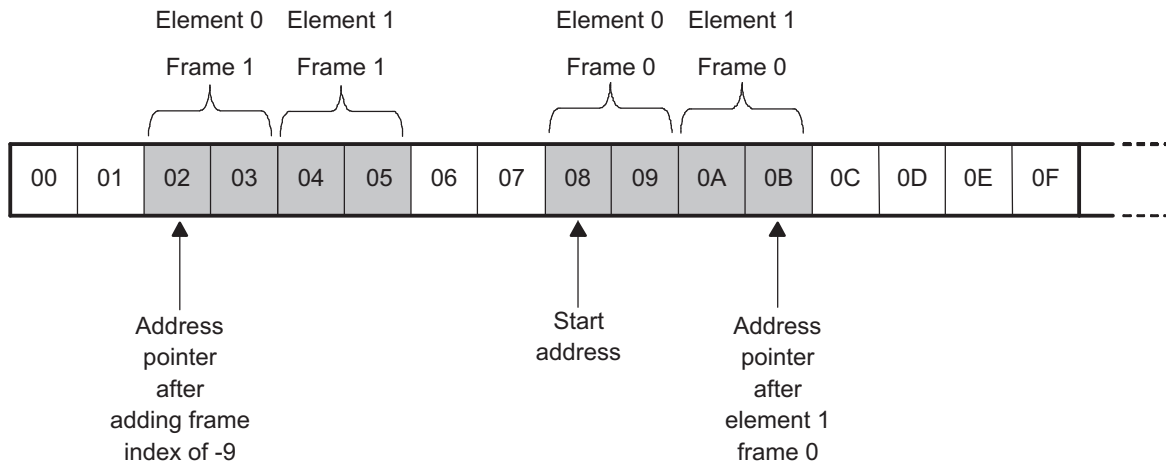 Element 0 Element 1 Element 0 Element 1
Frame 1 Frame 1 Frame 0 Frame 0
00 01 02 03 04 05 06 07 08 09 0A 0B 0C 0D 0E 0F
Address
pointer
after
adding frame
index of -9
Start
address
Address
pointer
after
element 1
frame 0